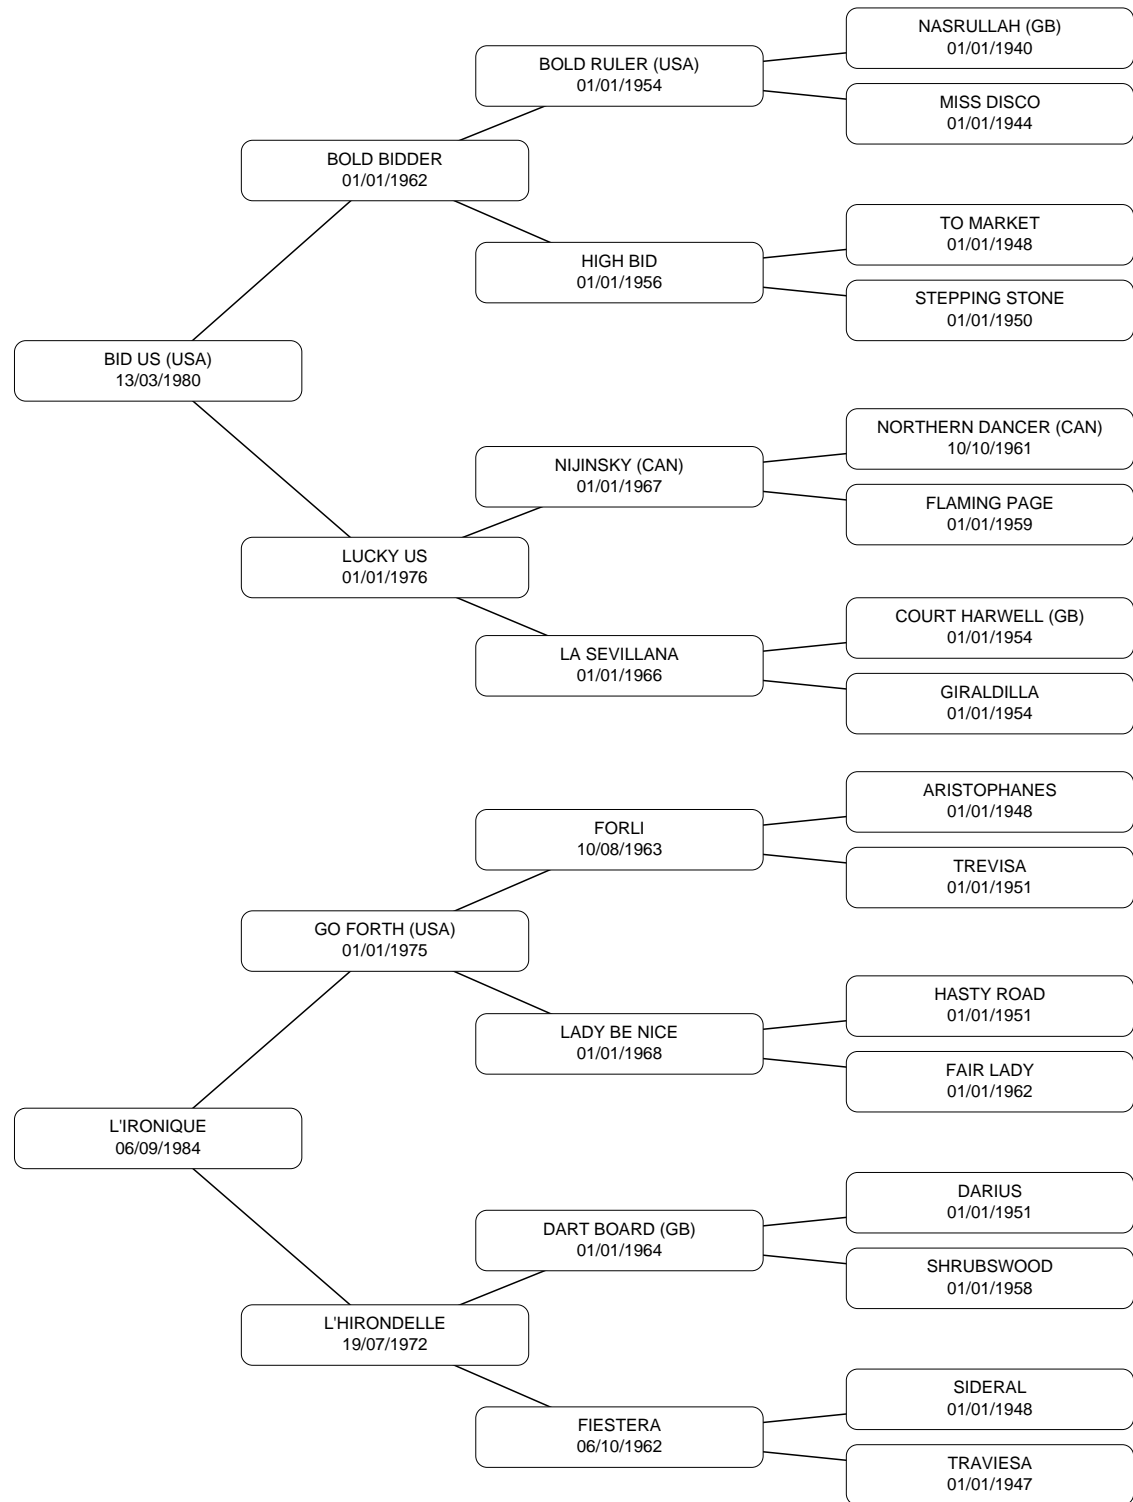 NASRULLAH (GB)
01/01/1940
BOLD RULER (USA)
01/01/1954
MISS DISCO
01/01/1944
BOLD BIDDER
01/01/1962
TO MARKET
01/01/1948
HIGH BID
01/01/1956
STEPPING STONE
01/01/1950
BID US (USA)
13/03/1980
NORTHERN DANCER (CAN)
10/10/1961
NIJINSKY (CAN)
01/01/1967
FLAMING PAGE
01/01/1959
LUCKY US
01/01/1976
COURT HARWELL (GB)
01/01/1954
LA SEVILLANA
01/01/1966
GIRALDILLA
01/01/1954
ARISTOPHANES
01/01/1948
FORLI
10/08/1963
TREVISA
01/01/1951
GO FORTH (USA)
01/01/1975
HASTY ROAD
01/01/1951
LADY BE NICE
01/01/1968
FAIR LADY
01/01/1962
L'IRONIQUE
06/09/1984
DARIUS
01/01/1951
DART BOARD (GB)
01/01/1964
SHRUBSWOOD
01/01/1958
L'HIRONDELLE
19/07/1972
SIDERAL
01/01/1948
FIESTERA
06/10/1962
TRAVIESA
01/01/1947